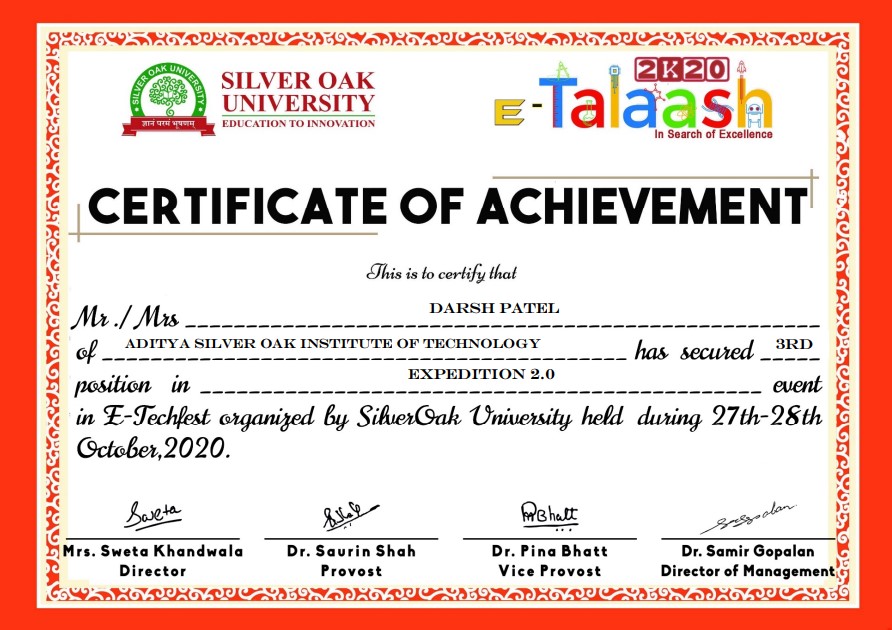 SILVER OAK UNIVERSITY
ज्ञानं परमं भूषणम्
SILVER OAK
UNIVERSITY
EDUCATION TO INNOVATION
2K20
E-Talaash
In Search of Excellence
CERTIFICATE OF ACHIEVEMENT
This is to certify that
Mr./Mrs DARSH PATEL
of ADITYA SILVER OAK INSTITUTE OF TECHNOLOGY has secured 3RD
position in EXPEDITION 2.0 event
in E-Techfest organized by SilverOak University held during 27th-28th
October,2020.
Sweta
PBhatt
Mrs. Sweta Khandwala
Dr. Saurin Shah
Dr. Pina Bhatt
Dr. Samir Gopalan
Director
Provost
Vice Provost
Director of Management